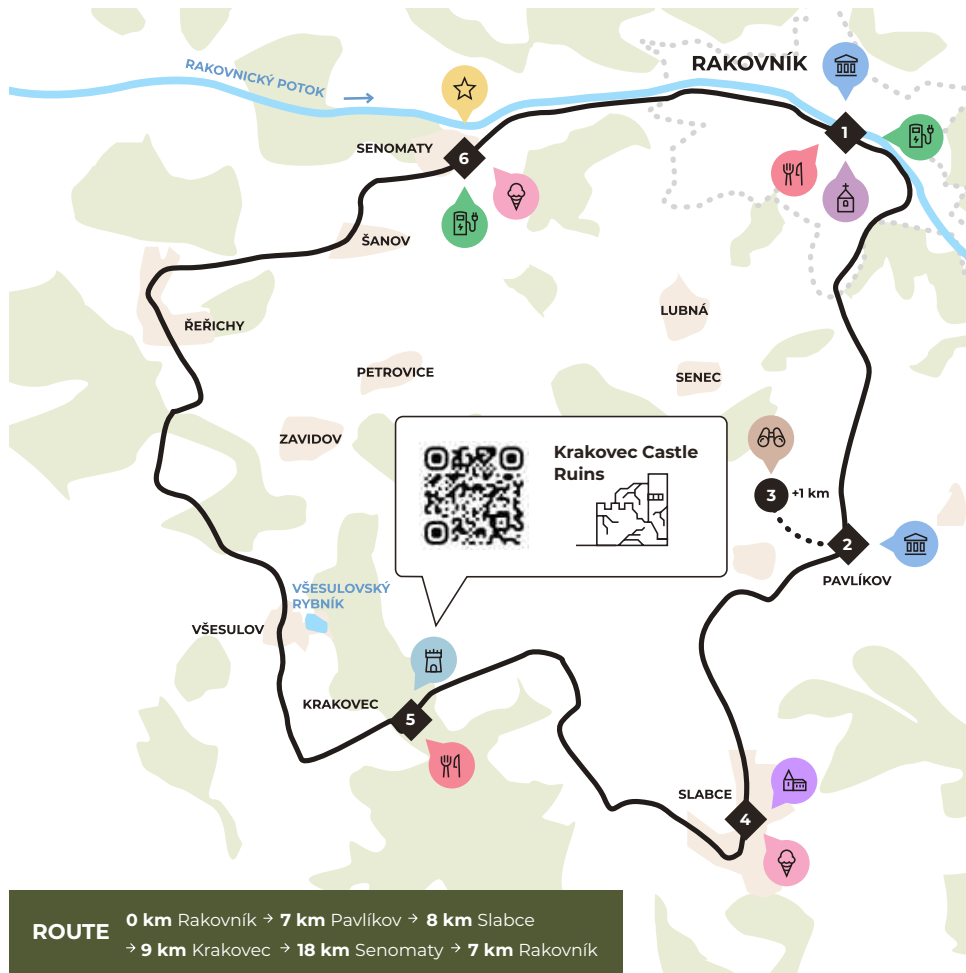 RAKOVNICKÝ POTOK
→
RAKOVNÍK
1
SENOMATY
6
ŠANOV
ŘEŘICHY
LUBNÁ
PETROVICE
SENEC
ZAVIDOV
Krakovec Castle
Ruins
3 +1 km
2
PAVLÍKOV
VŠESULOVSKÝ
RYBNÍK
VŠESULOV
KRAKOVEC
5
SLABCE
4
ROUTE
0 km Rakovník → 7 km Pavlíkov → 8 km Slabce
→ 9 km Krakovec → 18 km Senomaty → 7 km Rakovník